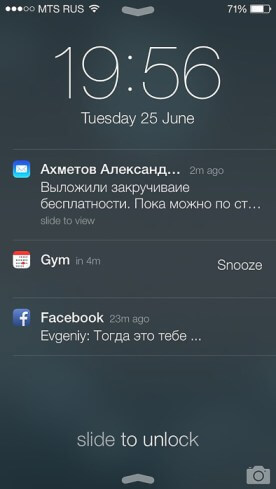 MTS RUS 71%
19:56
Tuesday 25 June
Ахметов Александ... 2m ago
Выложили закручивание
бесплатности. Пока можно по ст...
slide to view
Gym in 4m
Snooze
Facebook 23m ago
Evgeniy: Тогда это тебе ...
slide to unlock